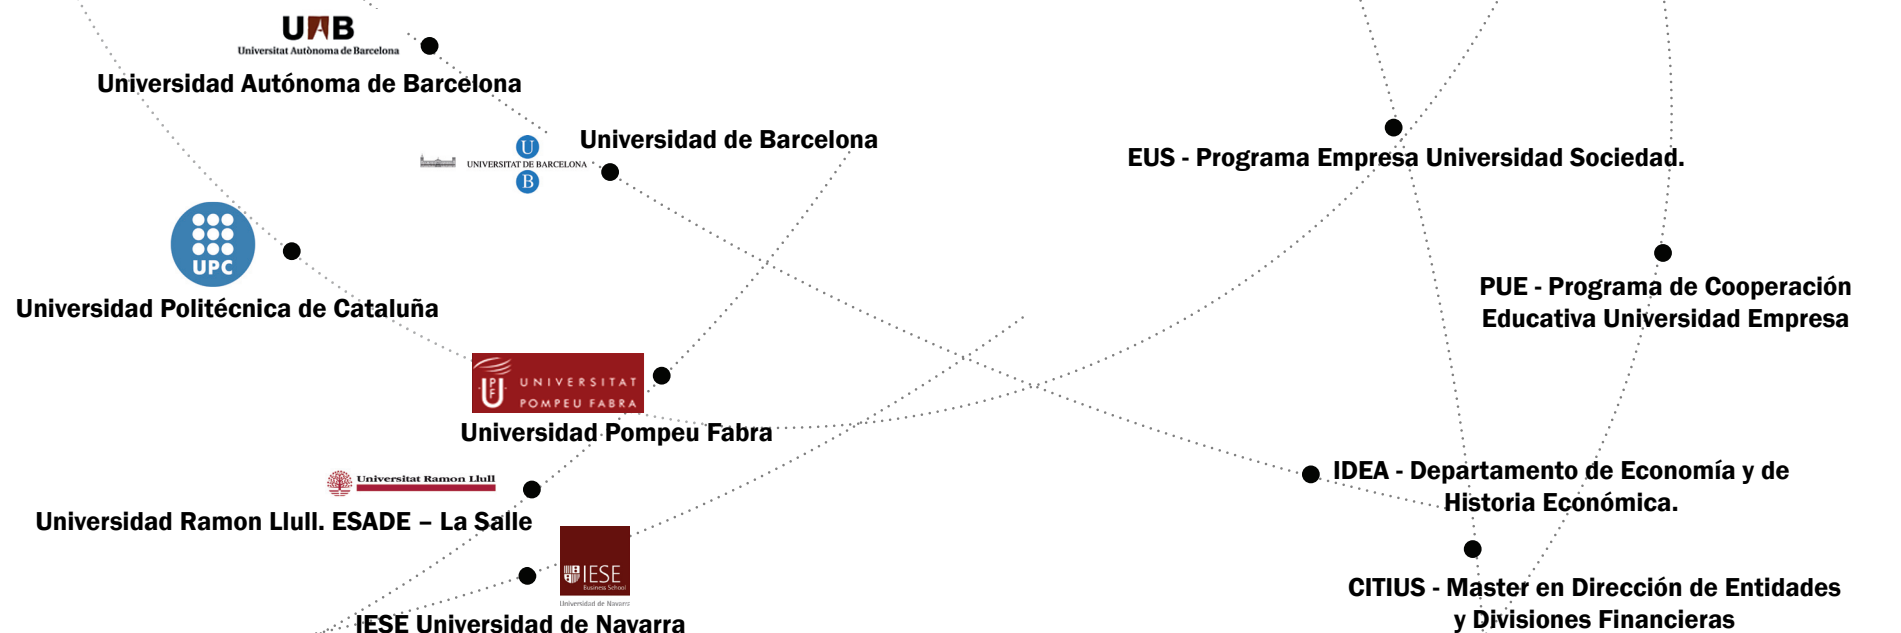 UAB
Universitat Autònoma de Barcelona
Universidad Autónoma de Barcelona
U
UNIVERSITAT DE BARCELONA
B
Universidad de Barcelona
UPC
Universidad Politécnica de Cataluña
UPF
UNIVERSITAT
POMPEU FABRA
Universidad Pompeu Fabra
Universitat Ramon Llull
Universidad Ramon Llull. ESADE – La Salle
IESE
Business School
Universidad de Navarra
IESE Universidad de Navarra
EUS - Programa Empresa Universidad Sociedad.
PUE - Programa de Cooperación
Educativa Universidad Empresa
IDEA - Departamento de Economía y de
Historia Económica.
CITIUS - Master en Dirección de Entidades
y Divisiones Financieras